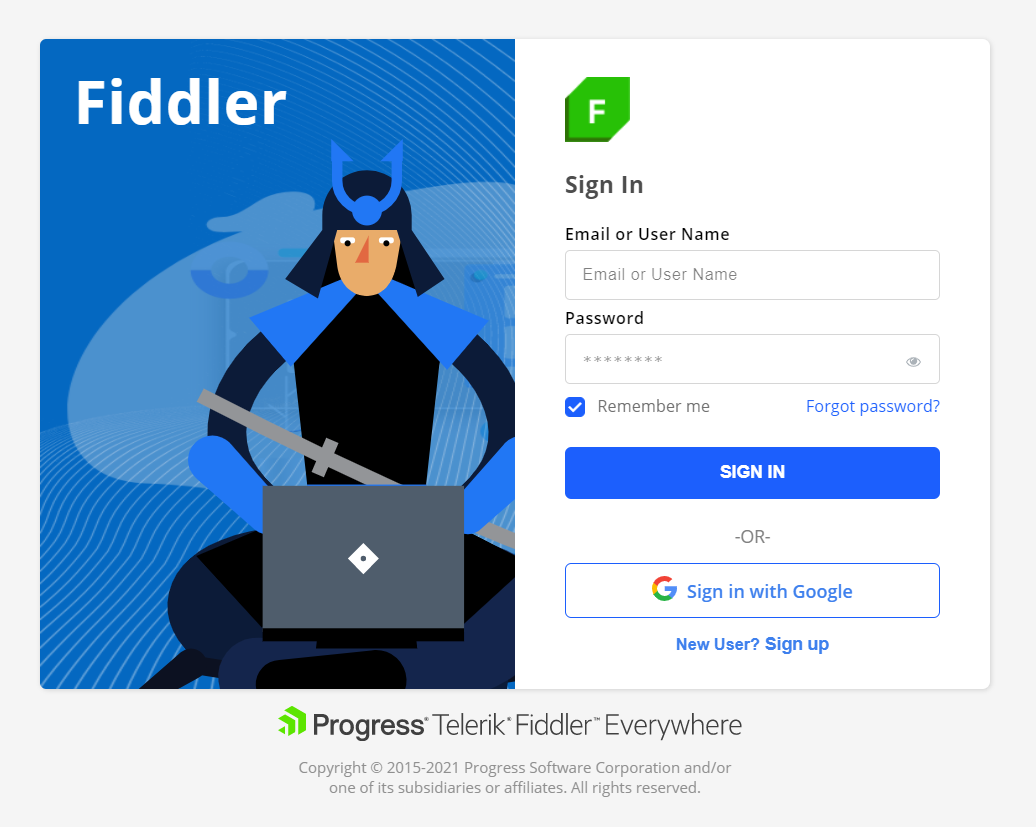 Fiddler
F
Sign In
Email or User Name
Email or User Name
Password
********
Remember me
Forgot password?
SIGN IN
-OR-
Sign in with Google
New User? Sign up
Progress® Telerik® Fiddler™ Everywhere
Copyright © 2015-2021 Progress Software Corporation and/or
one of its subsidiaries or affiliates. All rights reserved.